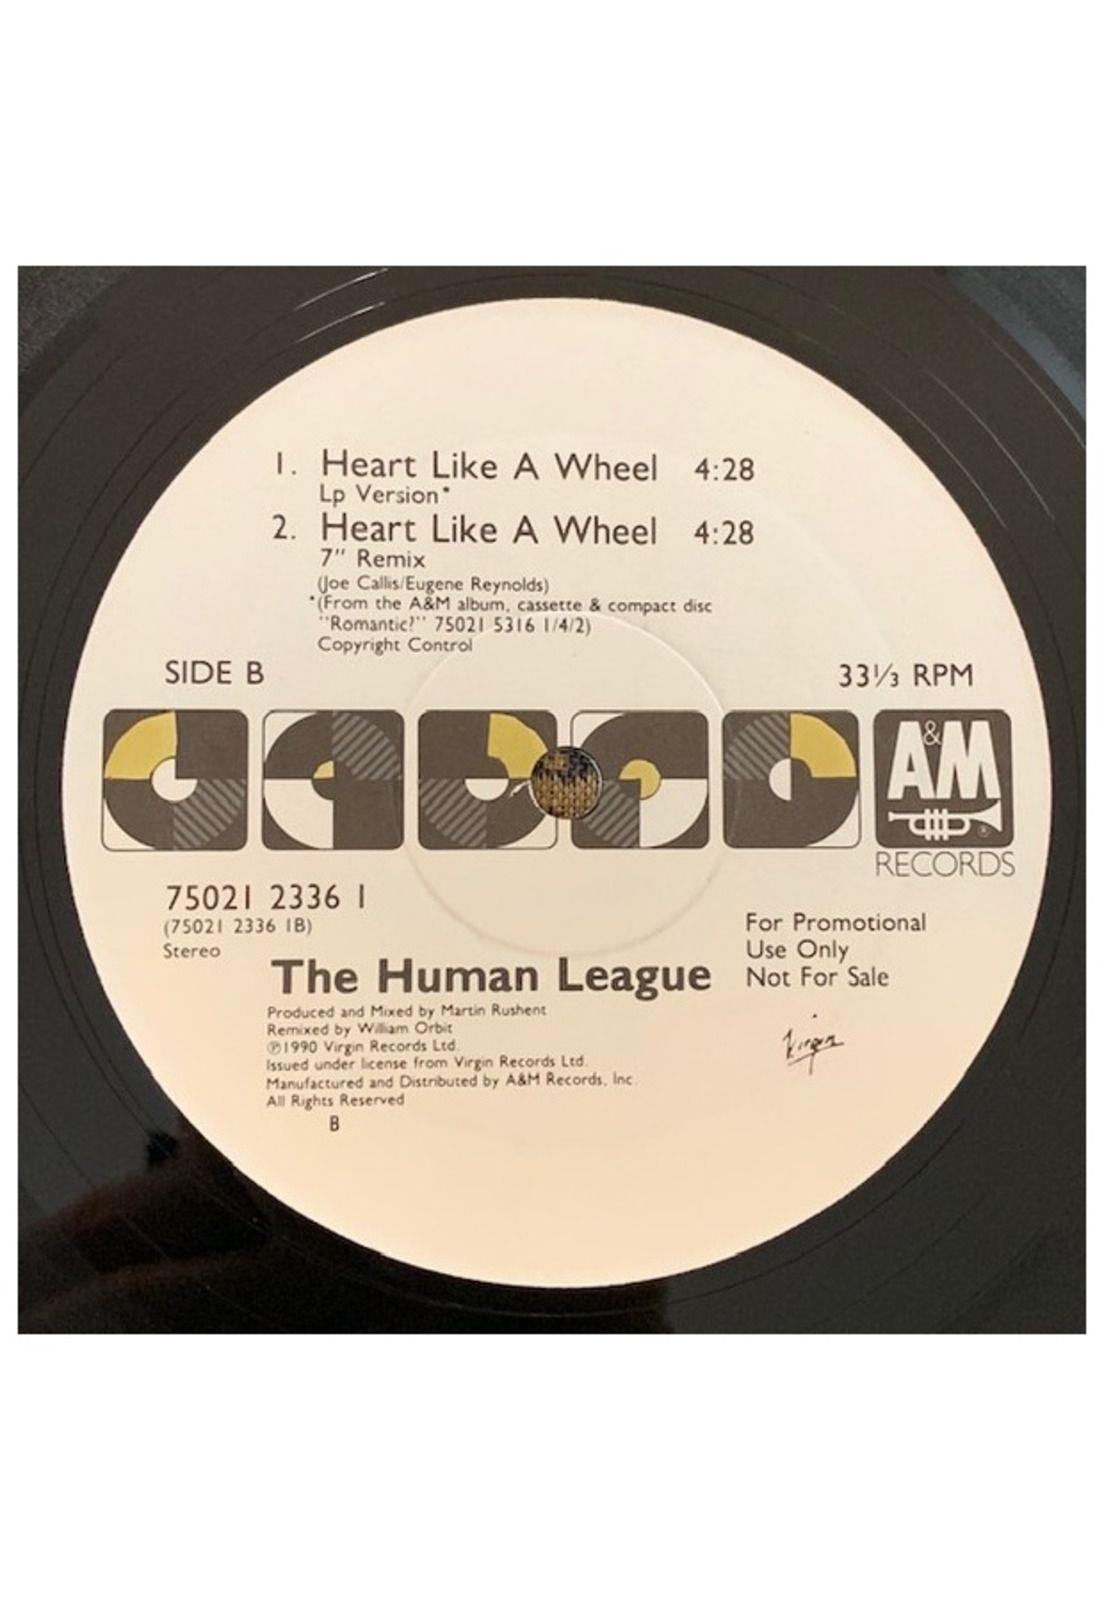 1. Heart Like A Wheel 4:28
Lp Version*
2. Heart Like A Wheel 4:28
7" Remix
(Joe Callis/Eugene Reynolds)
*(From the A&M album, cassette & compact disc
"Romantic?" 75021 5316 1/4/2)
Copyright Control
SIDE B
33⅓ RPM
A&M
®
RECORDS
75021 2336 1
(75021 2336 1B)
Stereo
For Promotional
Use Only
Not For Sale
The Human League
Produced and Mixed by Martin Rushent
Remixed by William Orbit
℗1990 Virgin Records Ltd.
Issued under license from Virgin Records Ltd.
Manufactured and Distributed by A&M Records, Inc.
All Rights Reserved
B
Virgin